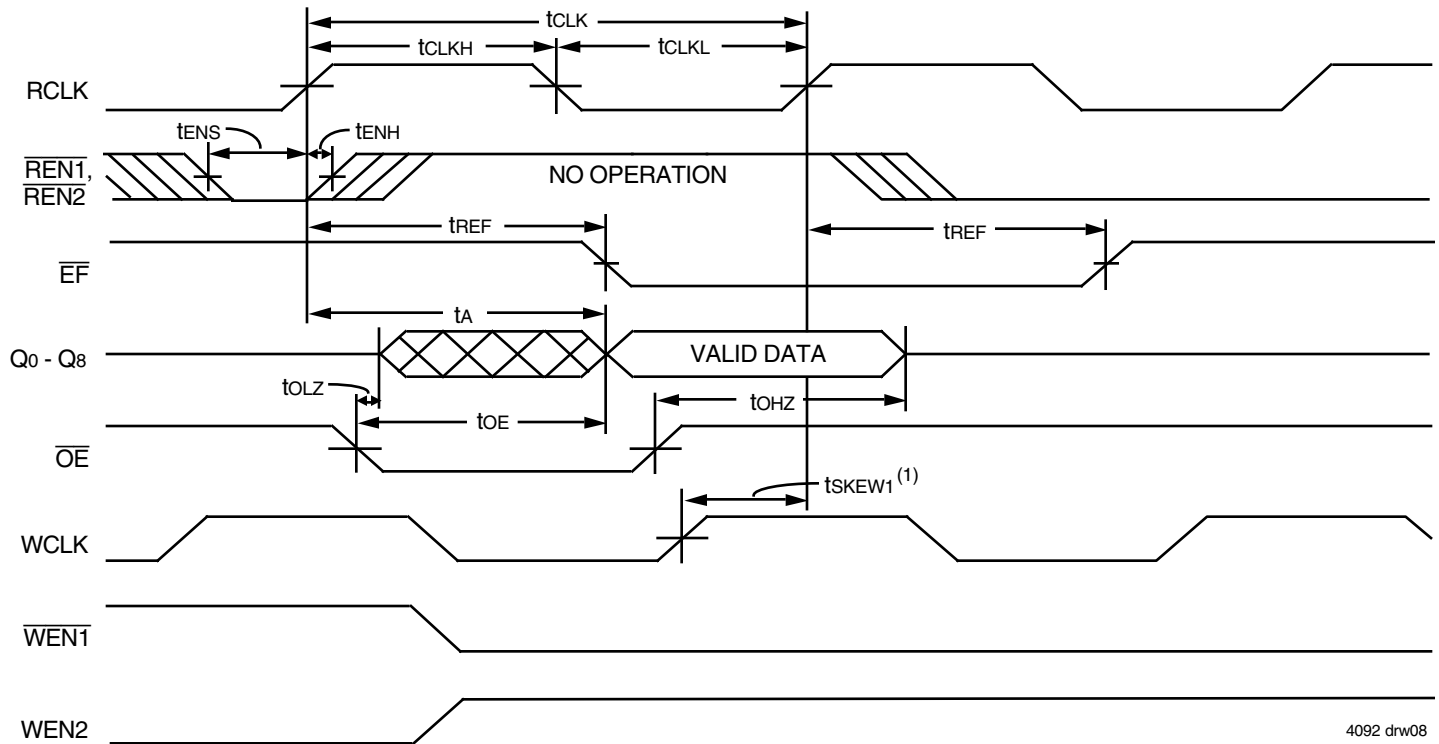 tCLK
tCLKH tCLKL
RCLK
tENS tENH
REN1,
REN2
NO OPERATION
tREF
tREF
EF
tA
Q0 - Q8
VALID DATA
tOLZ
tOHZ
tOE
OE
tSKEW1(1)
WCLK
WEN1
WEN2
4092 drw08